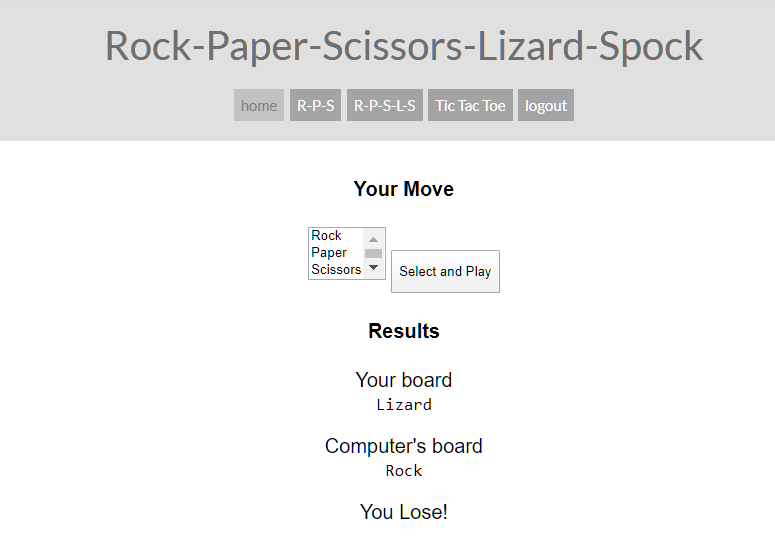 Rock-Paper-Scissors-Lizard-Spock
home R-P-S R-P-S-L-S Tic Tac Toe logout
Your Move
Rock
Paper
Scissors
Select and Play
Results
Your board
Lizard
Computer's board
Rock
You Lose!